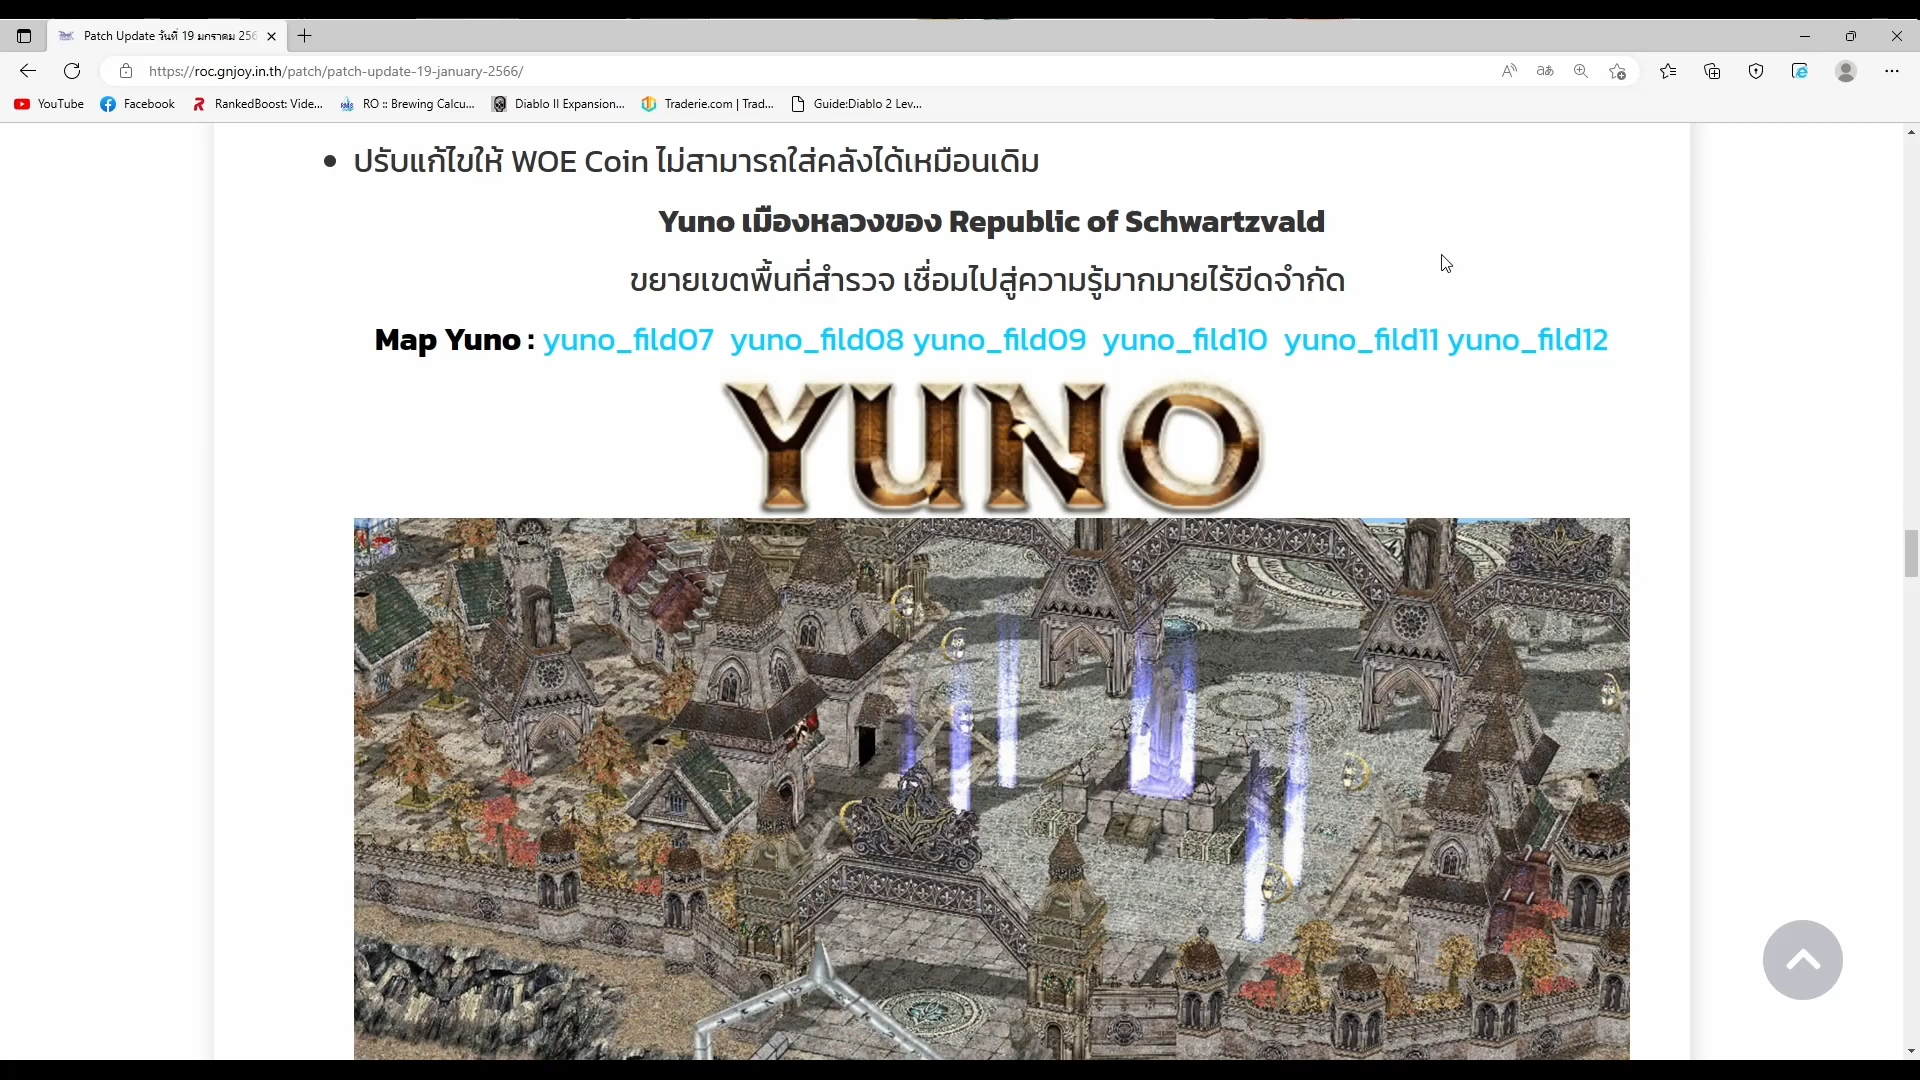 Patch Update วันที่ 19 มกราคม 256
https://roc.gnjoy.in.th/patch/patch-update-19-january-2566/
YouTube Facebook RankedBoost: Vide... RO :: Brewing Calcu... Diablo II Expansion... Traderie.com | Trad... Guide:Diablo 2 Lev...
• ปรับแก้ไขให้ WOE Coin ไม่สามารถใส่คลังได้เหมือนเดิม
Yuno เมืองหลวงของ Republic of Schwartzvald
ขยายเขตพื้นที่สำรวจ เชื่อมไปสู่ความรู้มากมายไร้ขีดจำกัด
Map Yuno : yuno_fild07 yuno_fild08 yuno_fild09 yuno_fild10 yuno_fild11 yuno_fild12
YUNO